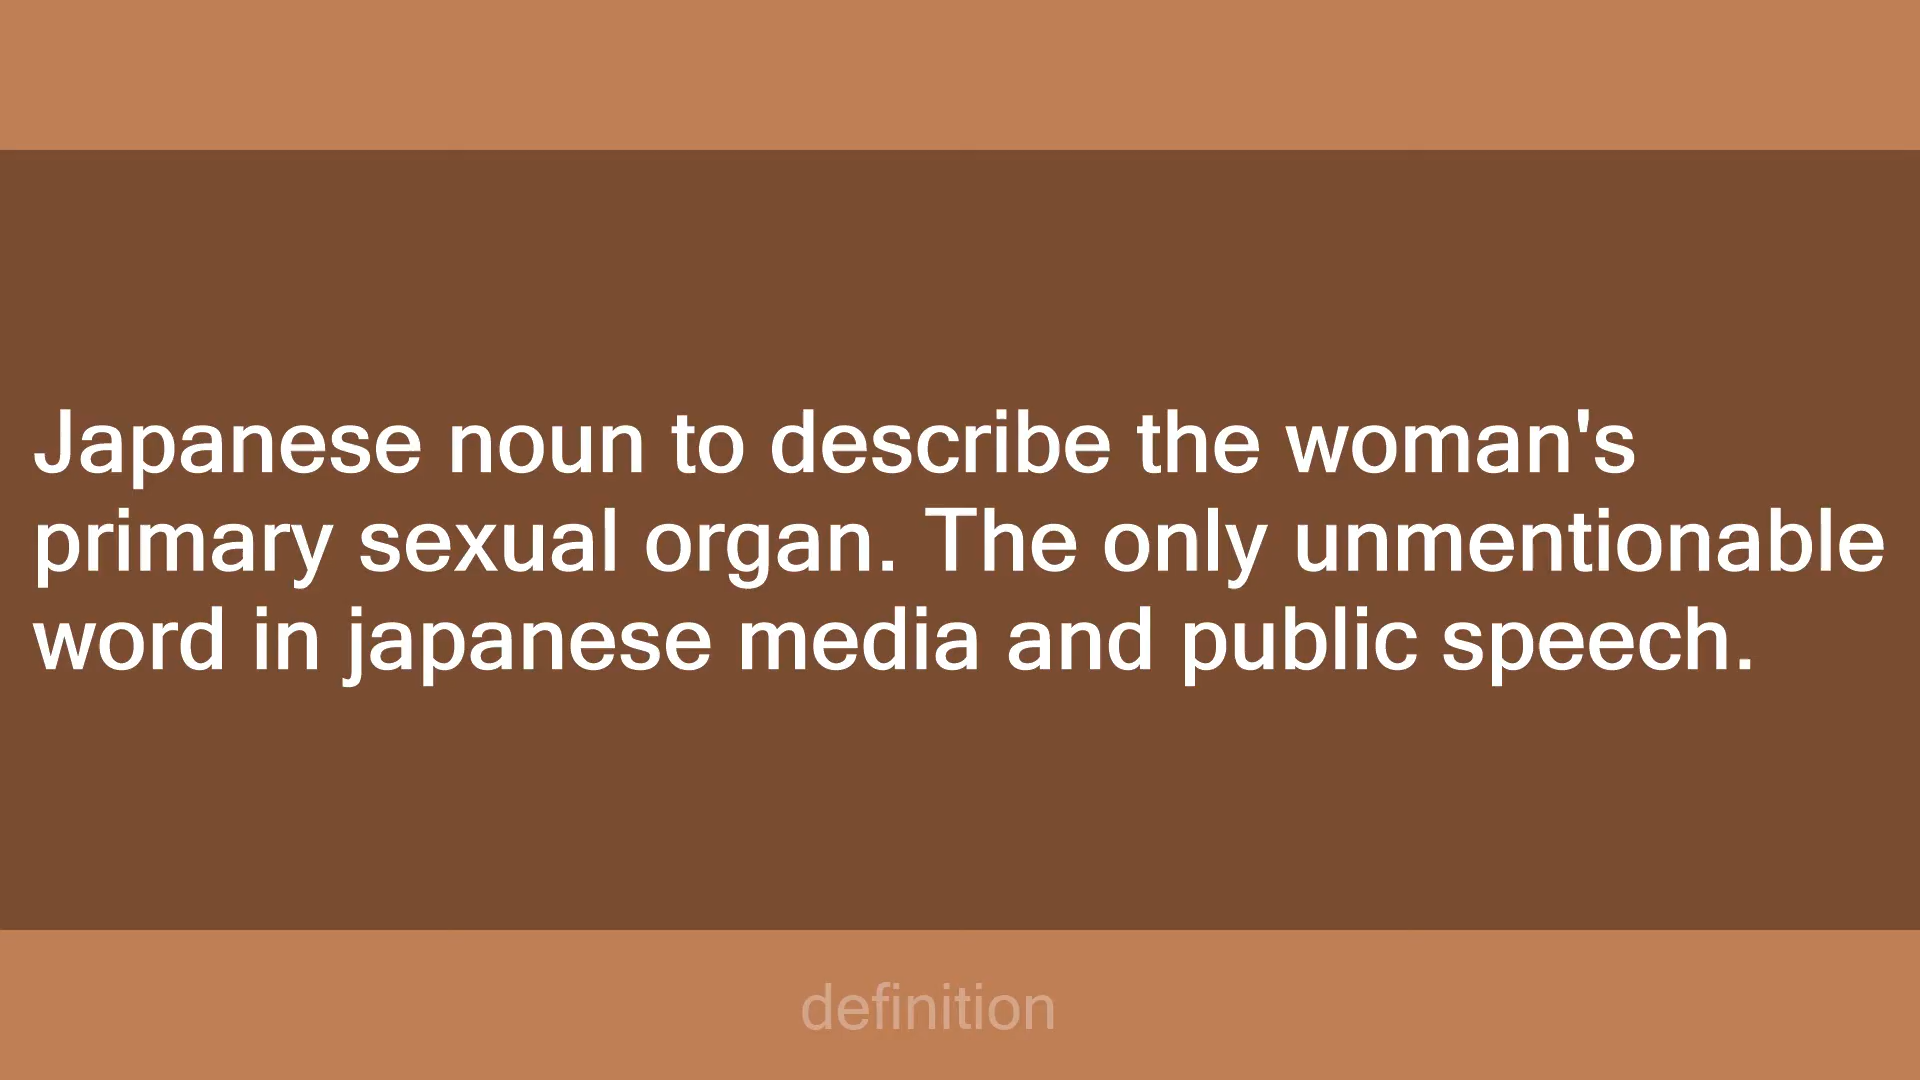 Japanese noun to describe the woman's
primary sexual organ. The only unmentionable
word in japanese media and public speech.
definition